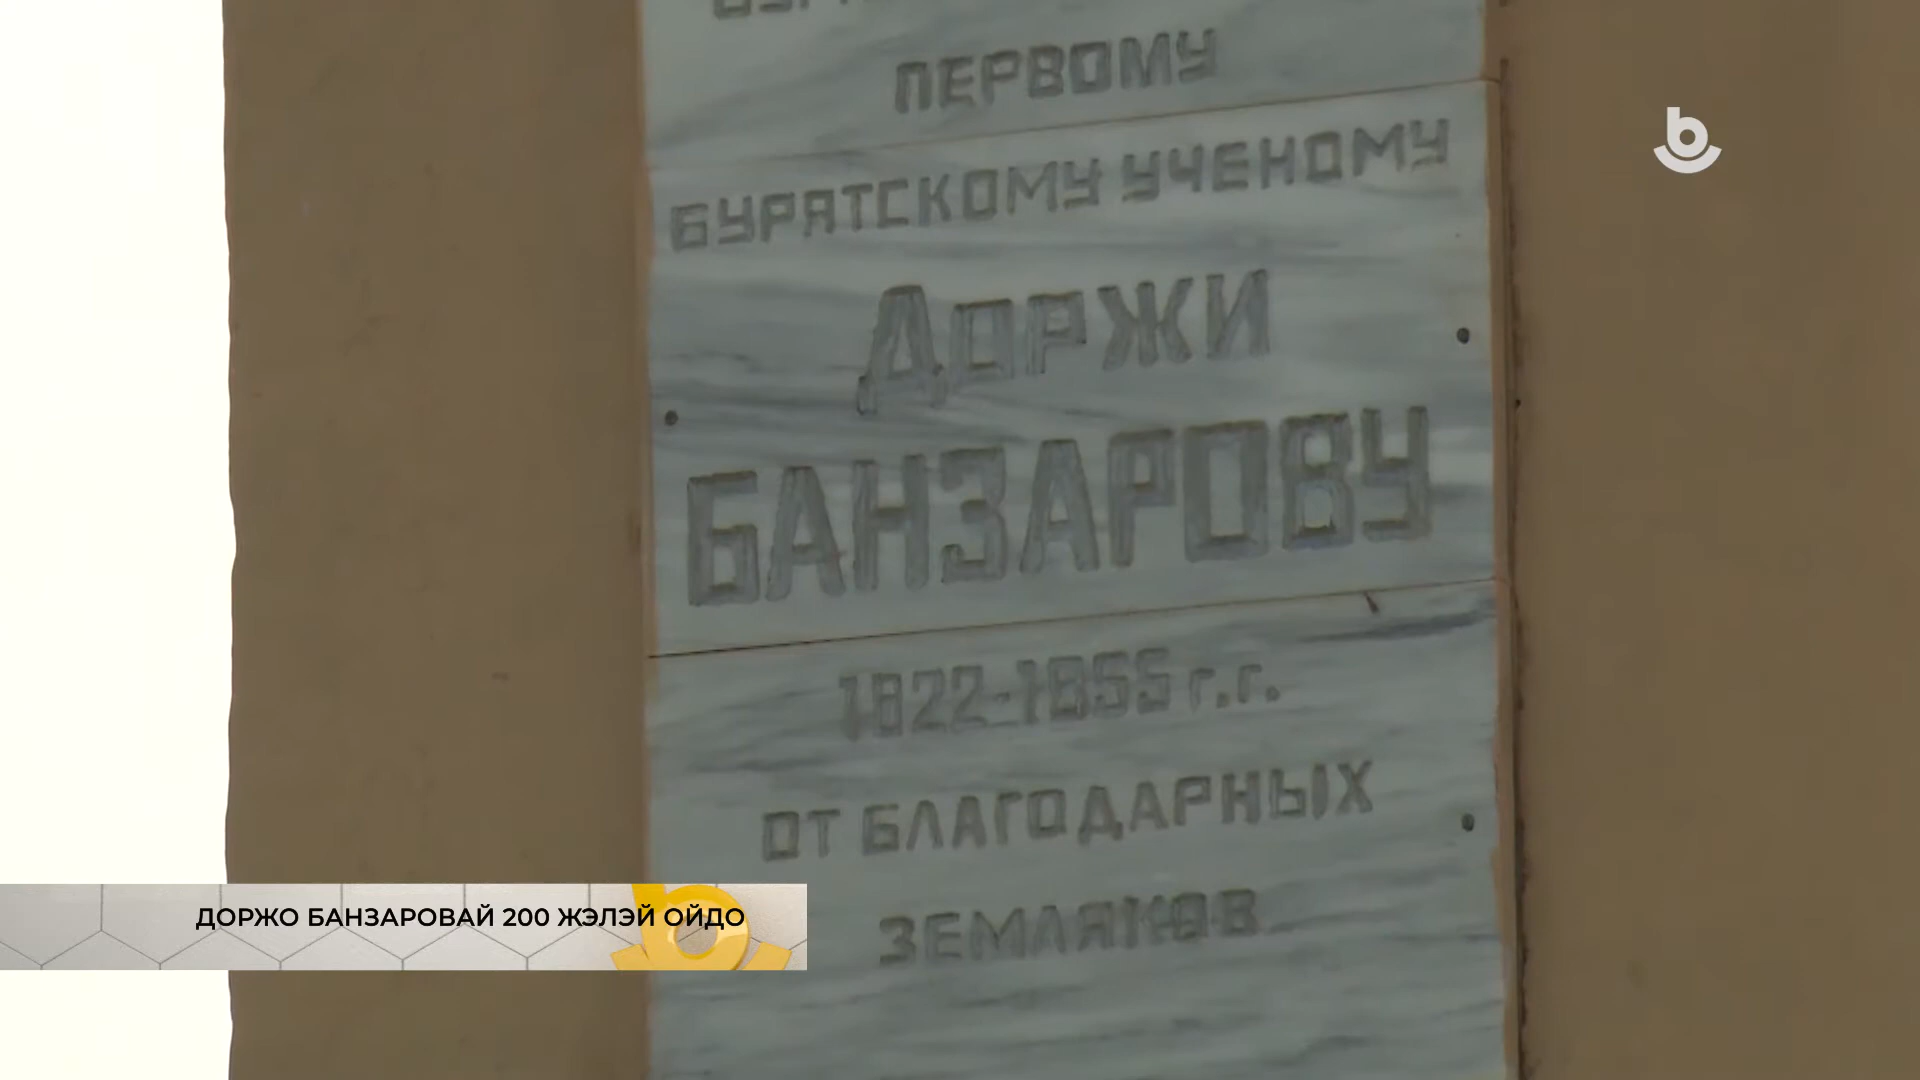 ПЕРВОМУ
БУРЯТСКОМУ УЧЕНОМУ
ДОРЖИ
БАНЗАРОВУ
1822-1855 г.г.
ОТ БЛАГОДАРНЫХ
ЗЕМЛЯКОВ
ДОРЖО БАНЗАРОВАЙ 200 ЖЭЛЭЙ ОЙДО